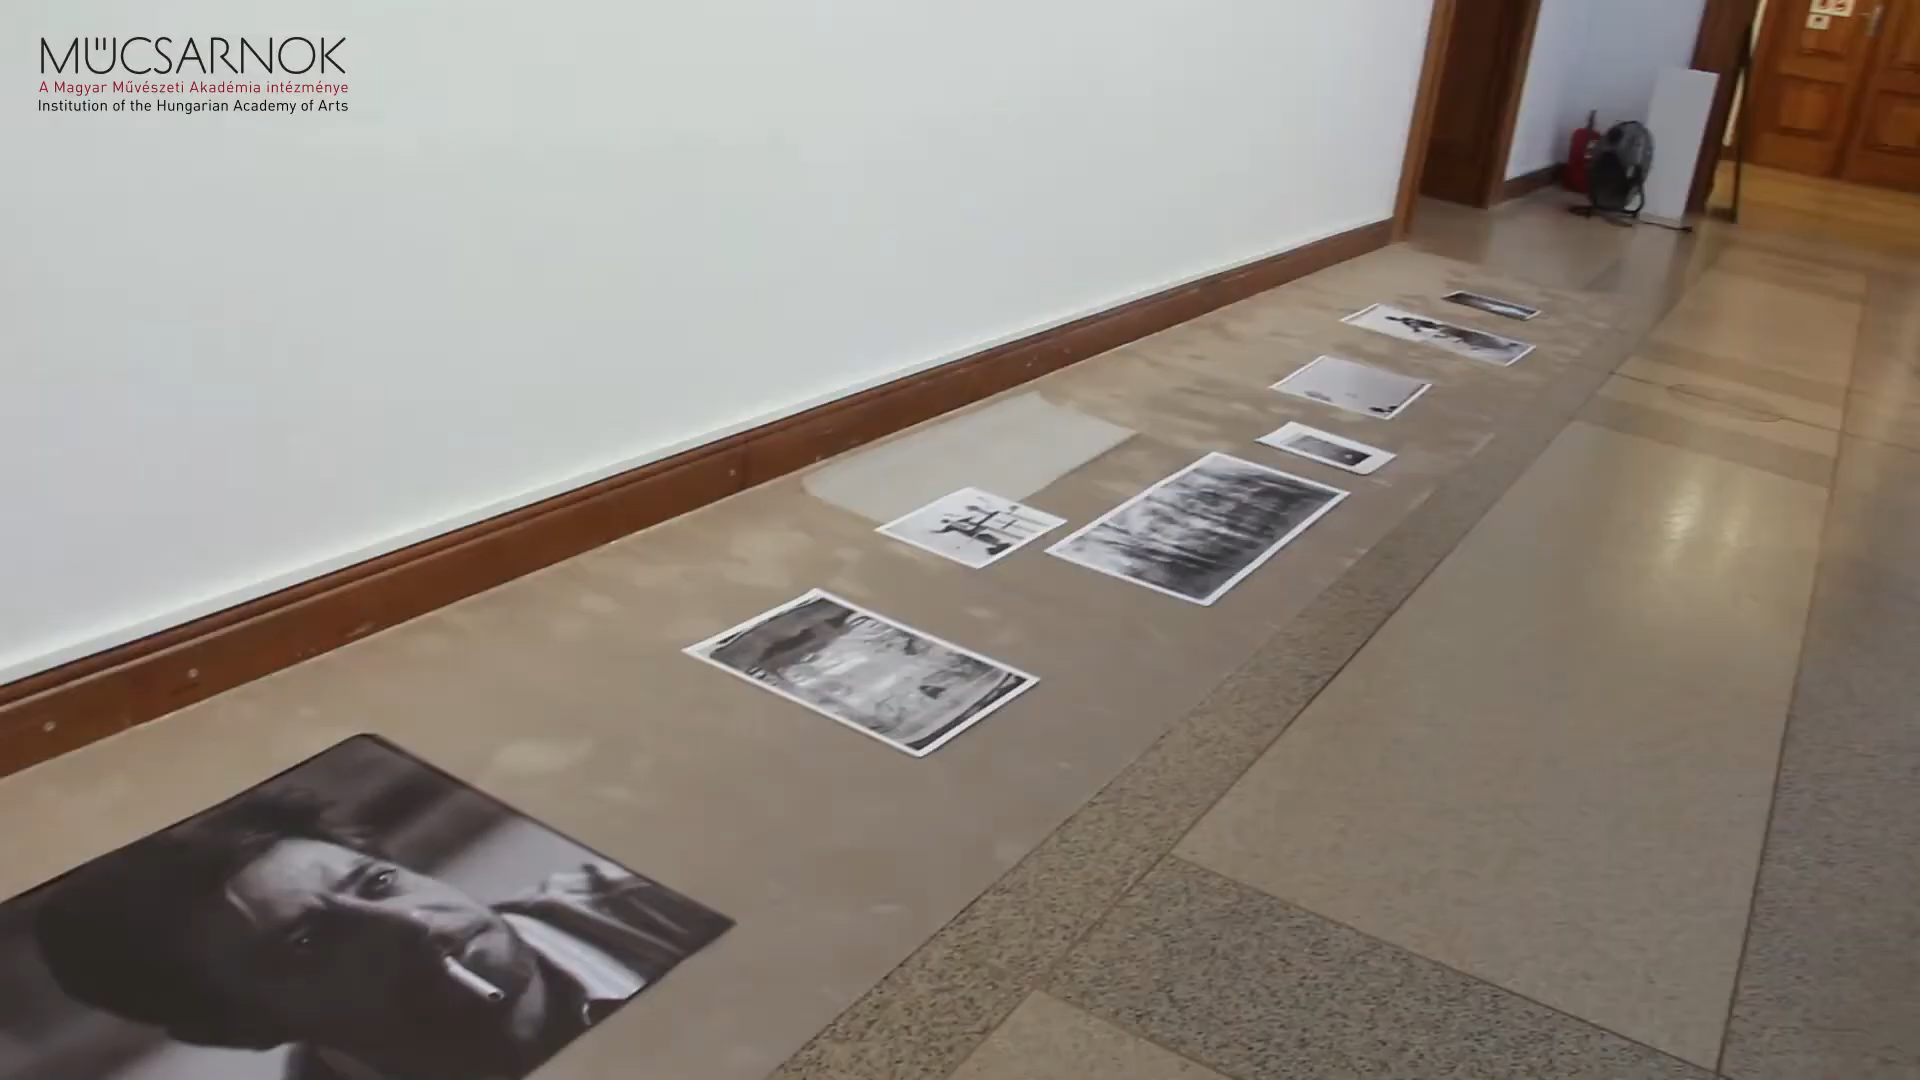 MŰCSARNOK
A Magyar Művészeti Akadémia intézménye
Institution of the Hungarian Academy of Arts